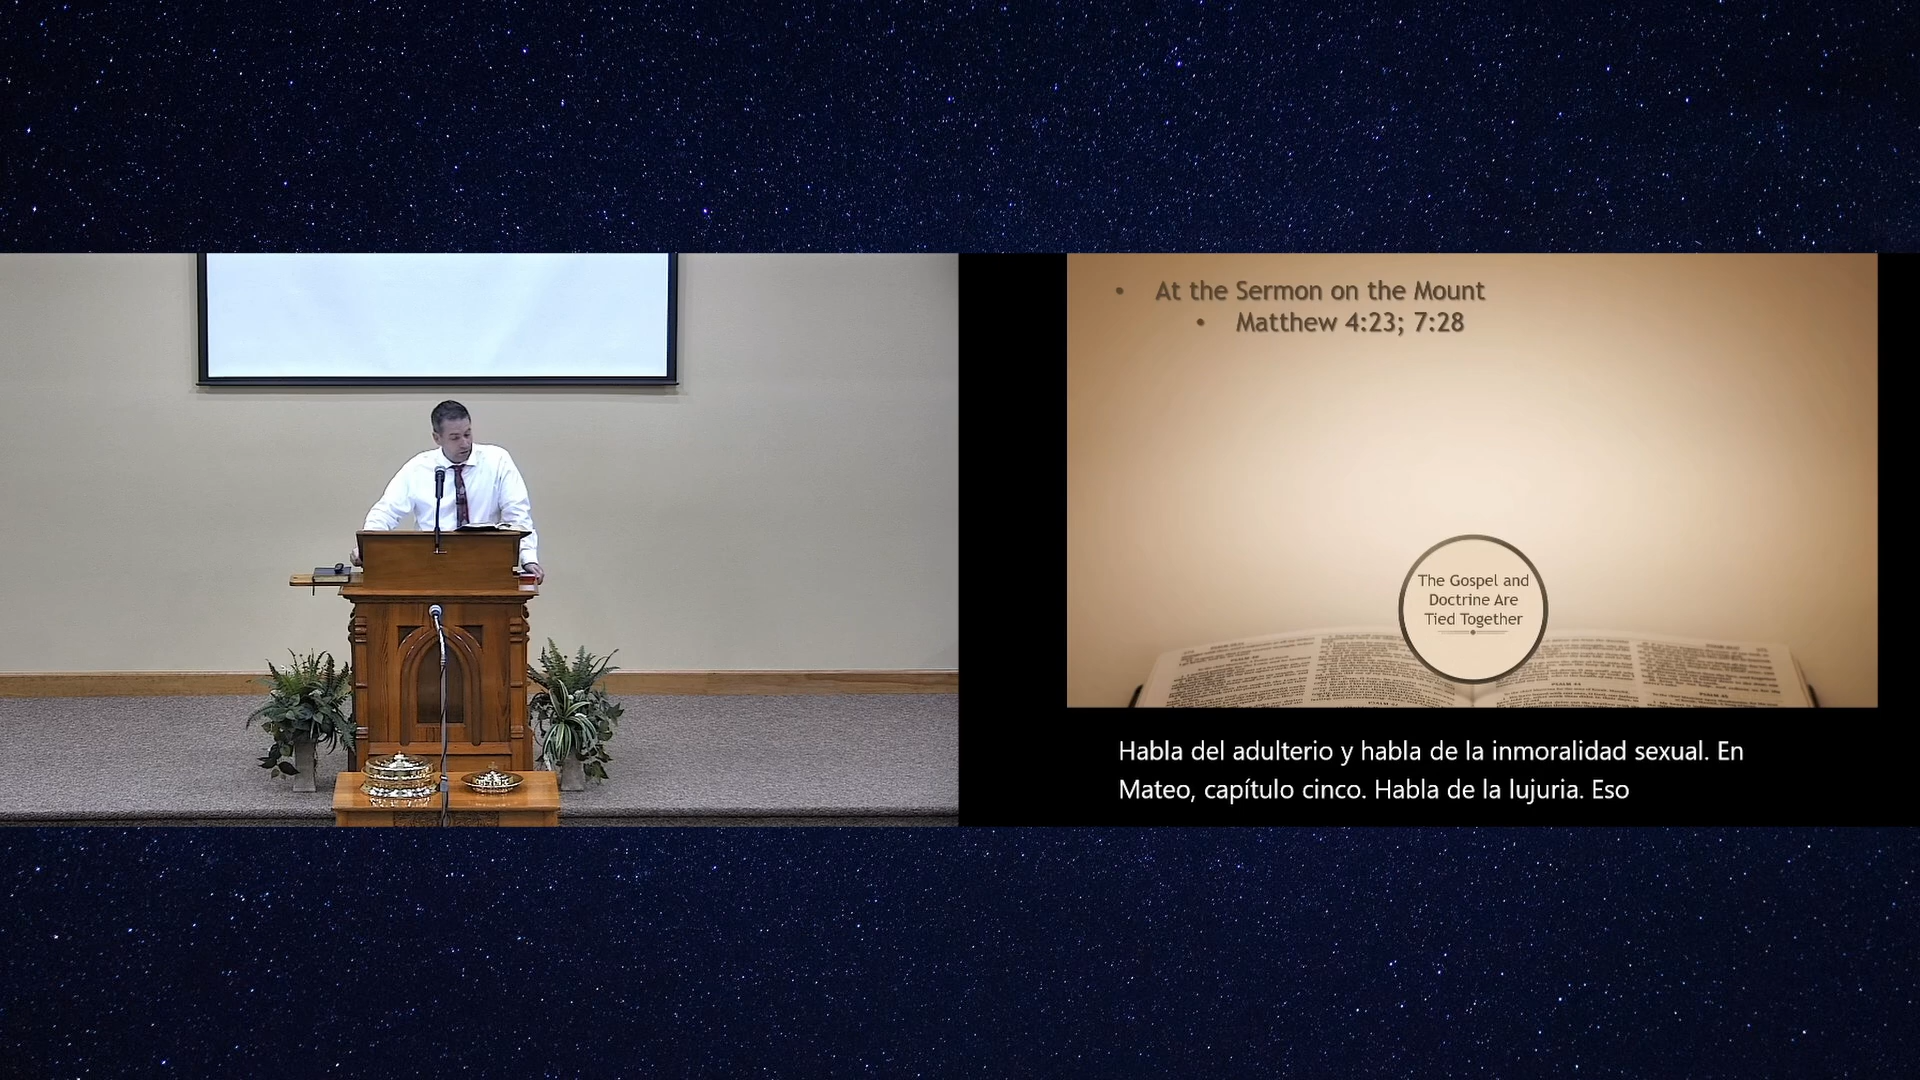 • At the Sermon on the Mount
• Matthew 4:23; 7:28
The Gospel and
Doctrine Are
Tied Together
Habla del adulterio y habla de la inmoralidad sexual. En
Mateo, capítulo cinco. Habla de la lujuria. Eso